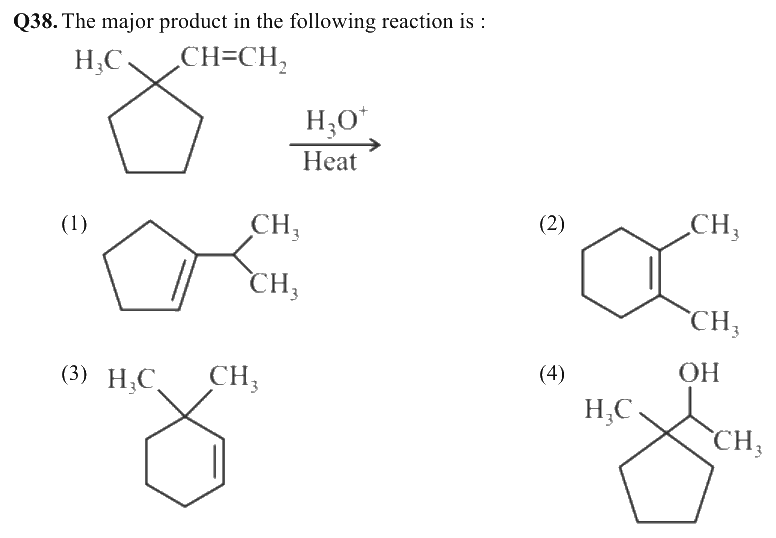 Q38. The major product in the following reaction is :
H₃C CH=CH₂
H₃O⁺
Heat
(1) CH₃
CH₃
(2) CH₃
CH₃
(3) H₃C CH₃
(4) OH
H₃C
CH₃